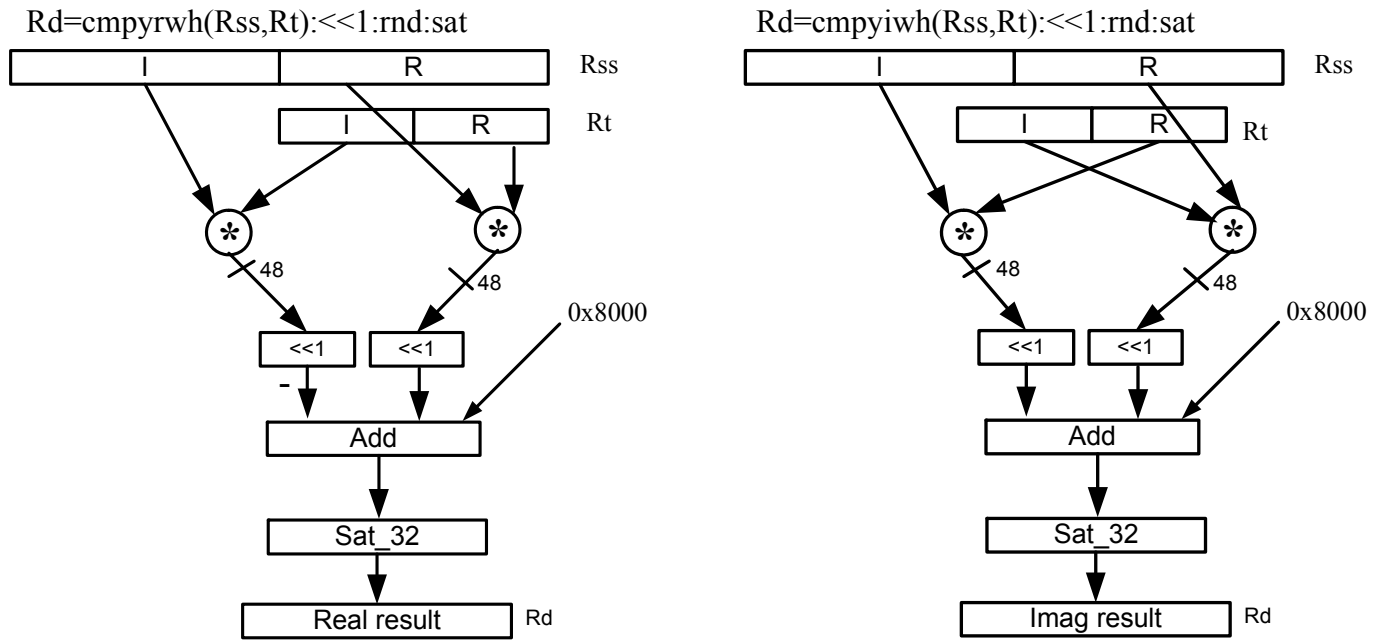 Rd=cmpyrwh(Rss,Rt):<<1:rnd:sat
I R Rss
I R Rt
* *
48 48
0x8000
<<1 <<1
-
Add
Sat_32
Real result Rd
Rd=cmpyiwh(Rss,Rt):<<1:rnd:sat
I R Rss
I R Rt
* *
48 48
0x8000
<<1 <<1
Add
Sat_32
Imag result Rd